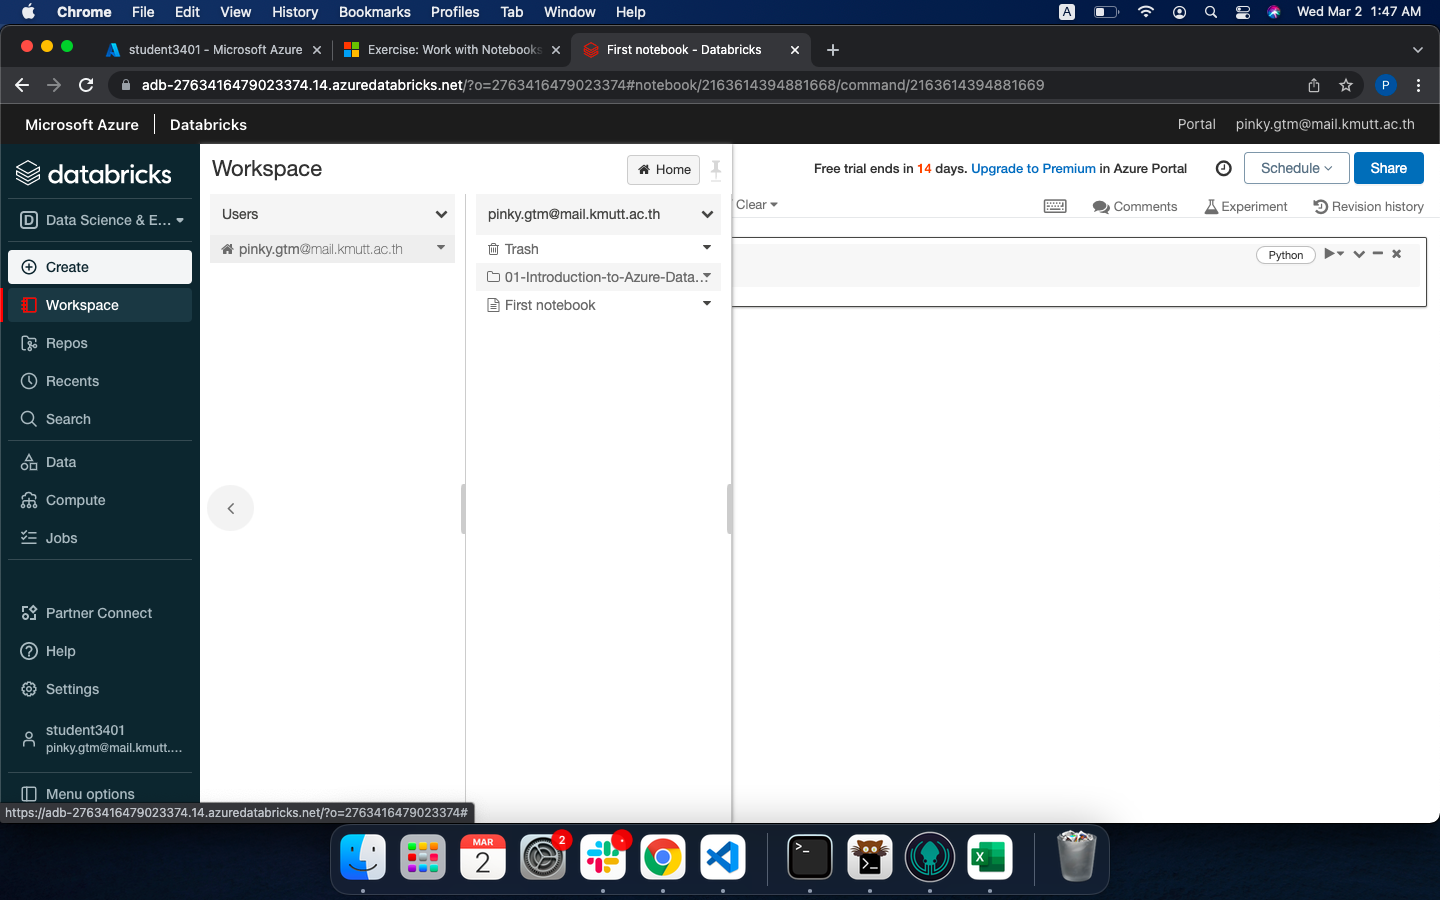 Chrome File Edit View History Bookmarks Profiles Tab Window Help A Wed Mar 2 1:47 AM
student3401 - Microsoft Azure Exercise: Work with Notebooks First notebook - Databricks
adb-2763416479023374.14.azuredatabricks.net/?o=2763416479023374#notebook/2163614394881668/command/2163614394881669 P
Microsoft Azure Databricks Portal pinky.gtm@mail.kmutt.ac.th
databricks
D Data Science & E...
Create
Workspace
Repos
Recents
Search
Data
Compute
Jobs
Partner Connect
Help
Settings
student3401
pinky.gtm@mail.kmutt....
Menu options
Workspace Home
Users
pinky.gtm@mail.kmutt.ac.th
pinky.gtm@mail.kmutt.ac.th
Trash
01-Introduction-to-Azure-Data...
First notebook
Free trial ends in 14 days. Upgrade to Premium in Azure Portal Schedule Share
Clear Comments Experiment Revision history
Python
https://adb-2763416479023374.14.azuredatabricks.net/?o=2763416479023374#
MAR
2
2